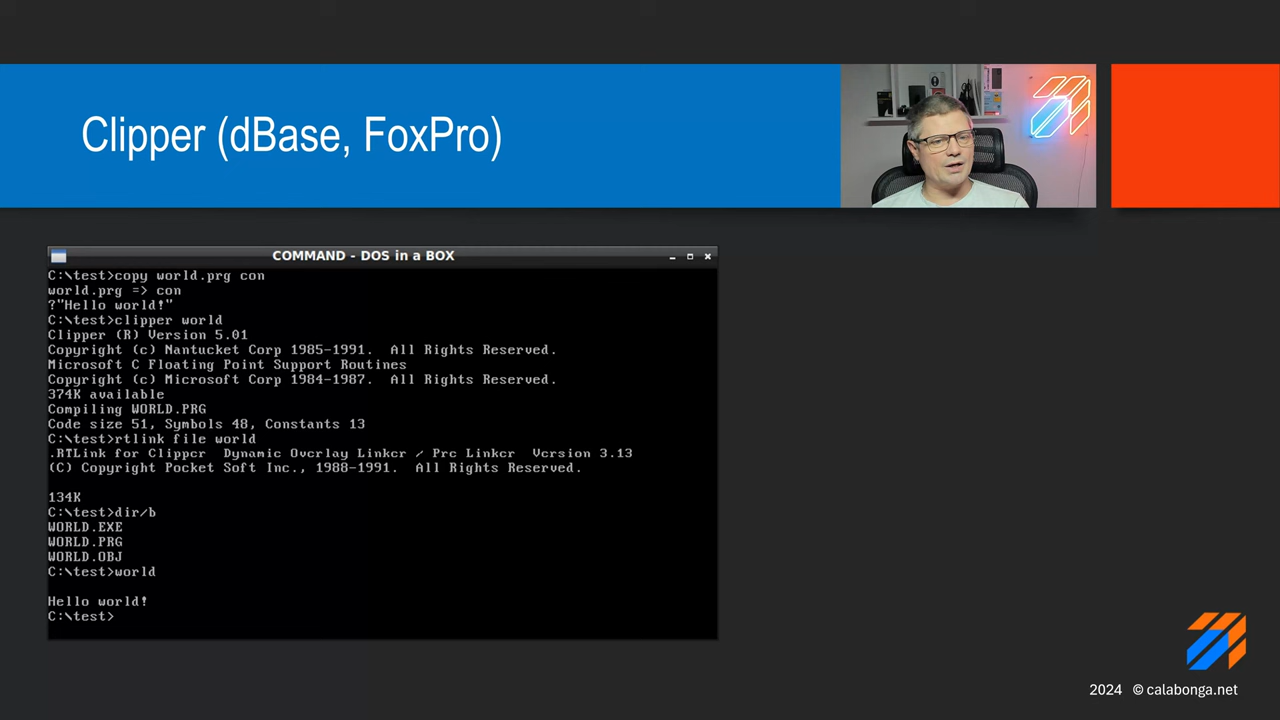 Clipper (dBase, FoxPro)
COMMAND - DOS in a BOX
C:\test>copy world.prg con
world.prg => con
?"Hello world!"
C:\test>clipper world
Clipper (R) Version 5.01
Copyright (c) Nantucket Corp 1985-1991.  All Rights Reserved.
Microsoft C Floating Point Support Routines
Copyright (c) Microsoft Corp 1984-1987.  All Rights Reserved.
374K available
Compiling WORLD.PRG
Code size 51, Symbols 48, Constants 13
C:\test>rtlink file world
.RTLink for Clipper  Dynamic Overlay Linker / Pre Linker  Version 3.13
(C) Copyright Pocket Soft Inc., 1988-1991.  All Rights Reserved.
134K
C:\test>dir/b
WORLD.EXE
WORLD.PRG
WORLD.OBJ
C:\test>world
Hello world!
C:\test>
2024 © calabonga.net